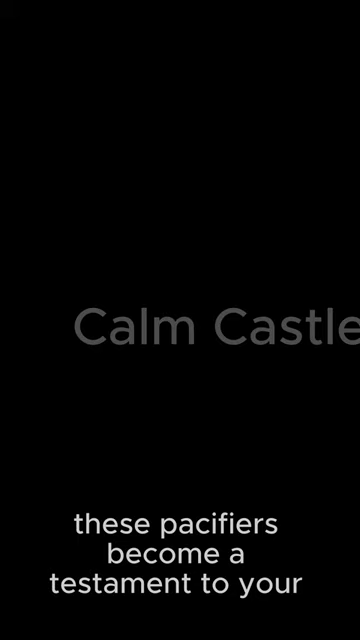 Calm Castle
these pacifiers
become a
testament to your